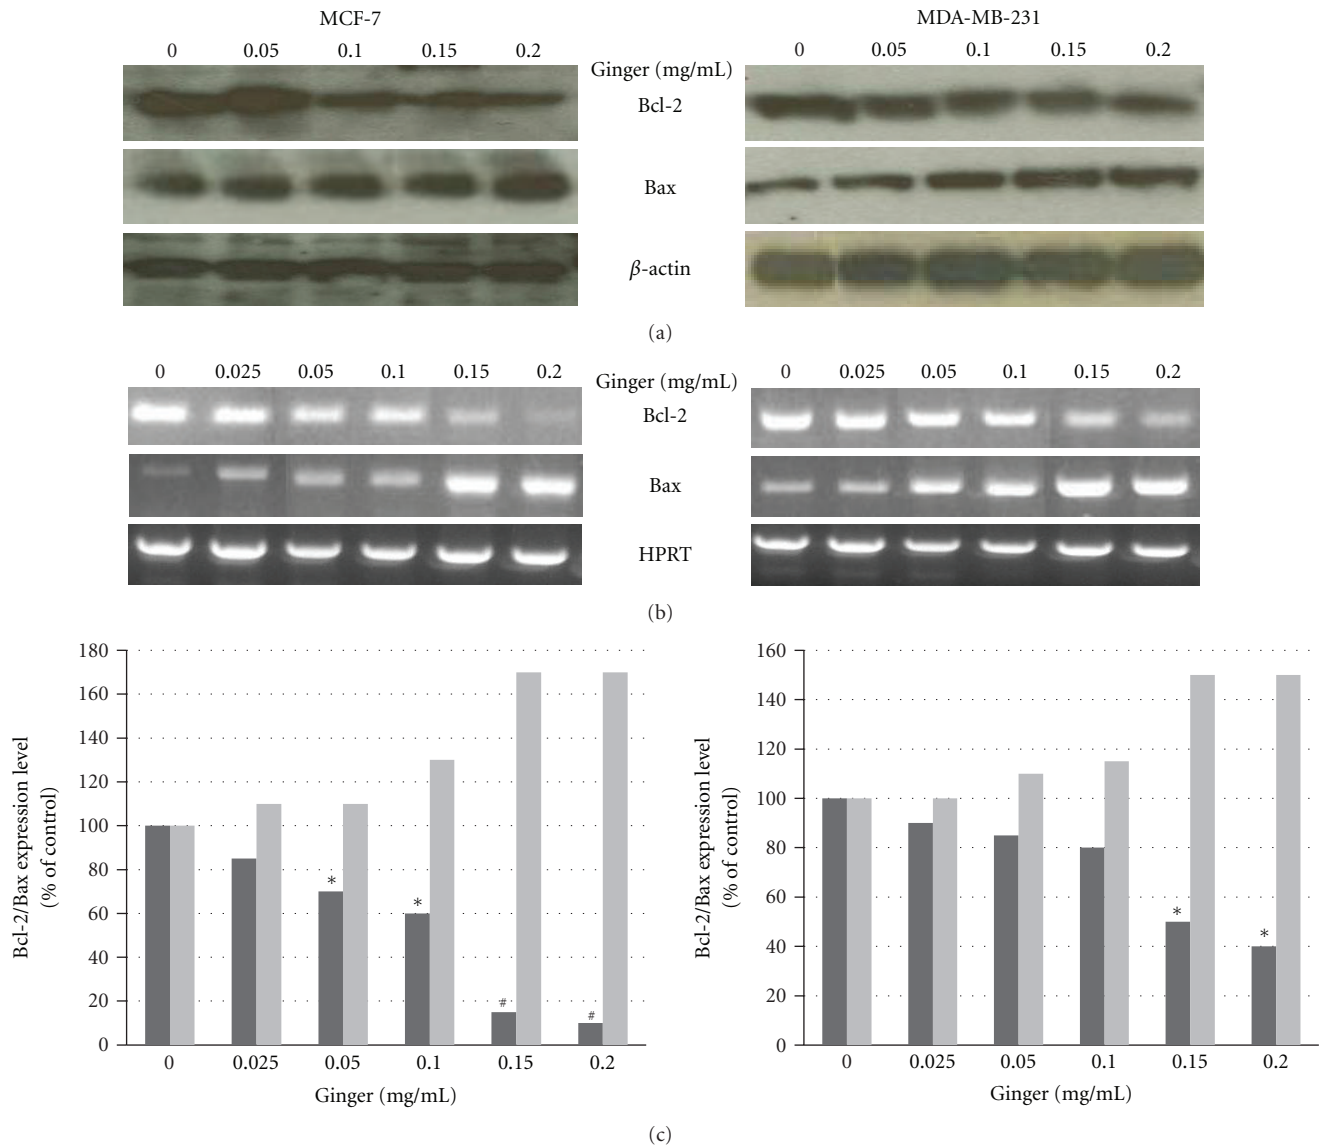 MCF-7
MDA-MB-231
0 0.05 0.1 0.15 0.2
0 0.05 0.1 0.15 0.2
Ginger (mg/mL)
Bcl-2
Bax
β-actin
(a)
0 0.025 0.05 0.1 0.15 0.2
0 0.025 0.05 0.1 0.15 0.2
Ginger (mg/mL)
Bcl-2
Bax
HPRT
(b)
Bcl-2/Bax expression level
(% of control)
180
160
140
120
100
80
60
40
20
0
*
*
#
#
0 0.025 0.05 0.1 0.15 0.2
Ginger (mg/mL)
Bcl-2/Bax expression level
(% of control)
160
140
120
100
80
60
40
20
0
*
*
0 0.025 0.05 0.1 0.15 0.2
Ginger (mg/mL)
(c)